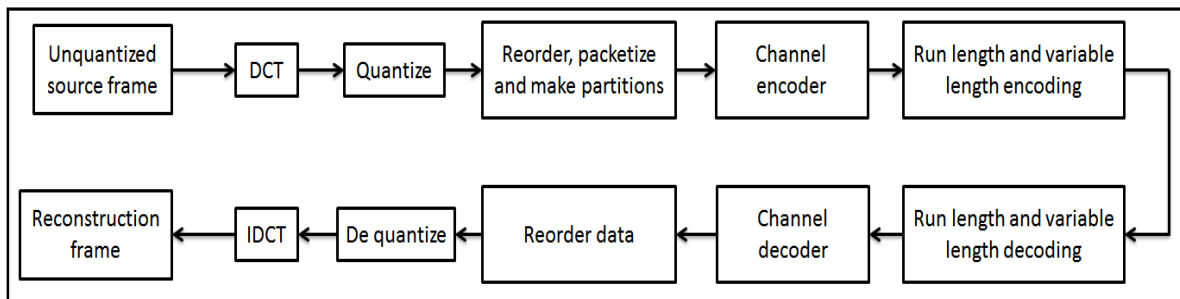 Unquantized
source frame
DCT
Quantize
Reorder, packetize
and make partitions
Channel
encoder
Run length and variable
length encoding
Reconstruction
frame
IDCT
De quantize
Reorder data
Channel
decoder
Run length and variable
length decoding